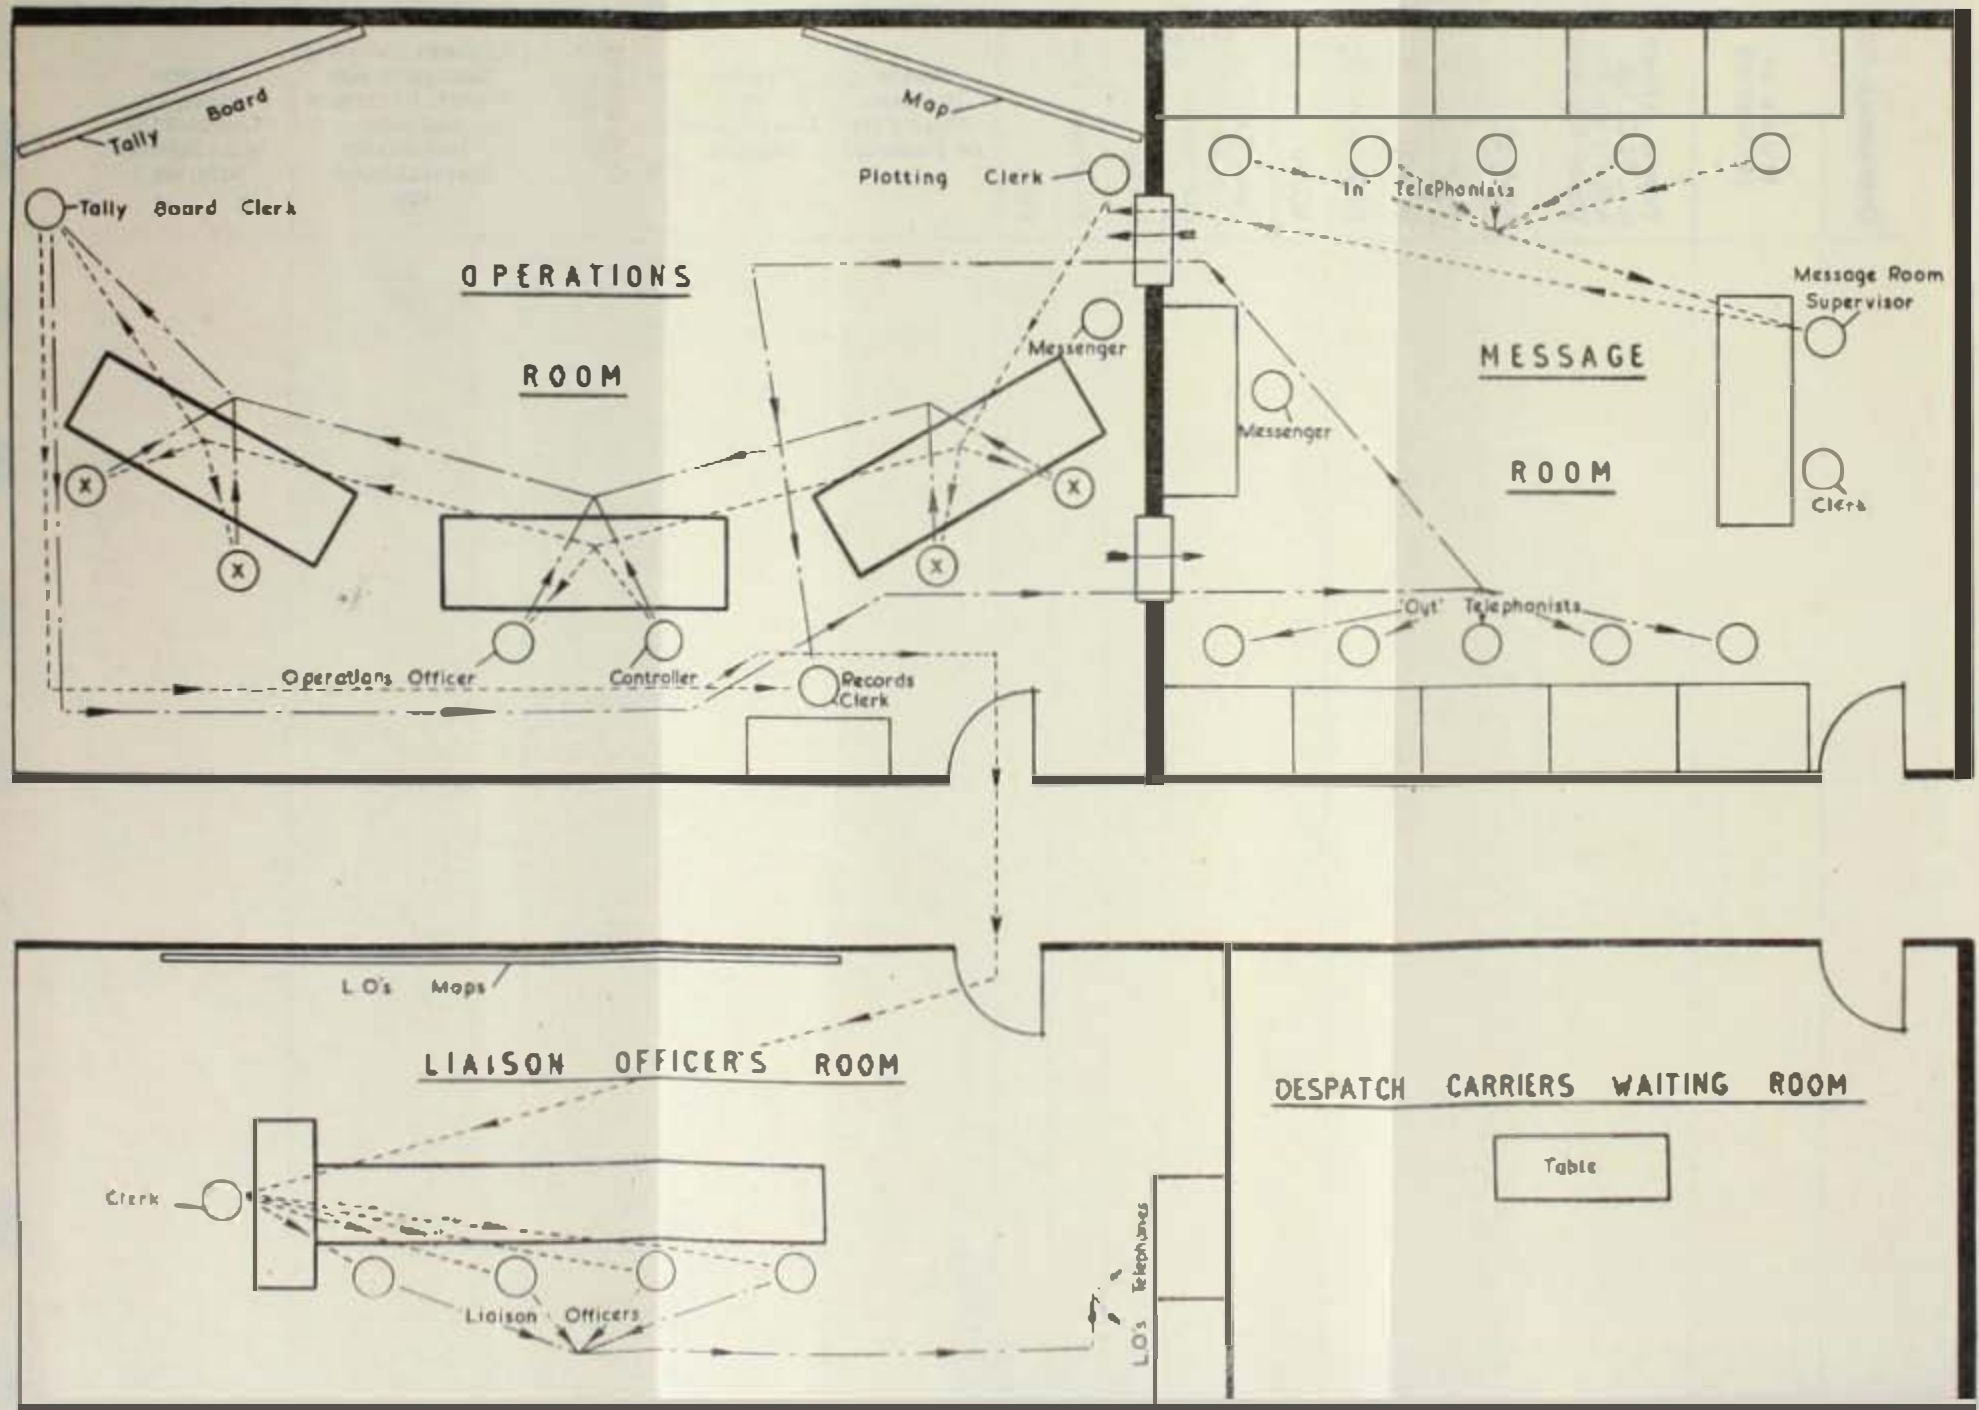 Tally Board
Map
Tally Board Clerk
Plotting Clerk
OPERATIONS
ROOM
Messenger
X
X
X
X
Operations Officer
Controller
Records
Clerk
'In' Telephonists
Message Room
Supervisor
MESSAGE
ROOM
Messenger
Clerk
'Out' Telephonists
L.O's Maps
LIAISON OFFICER'S ROOM
Clerk
Liaison Officers
L.O's Telephones
DESPATCH CARRIERS WAITING ROOM
Table